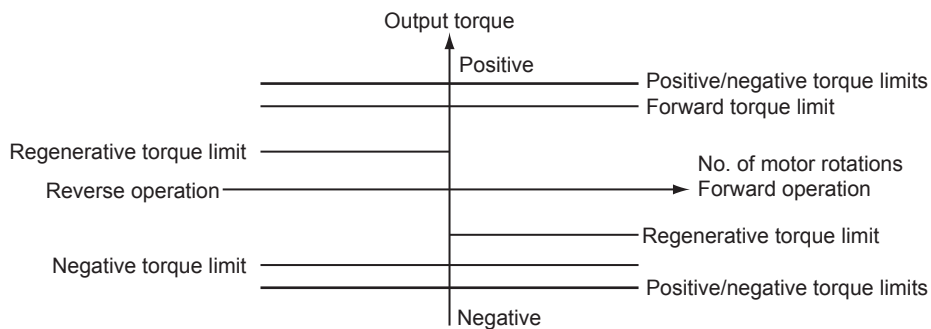 Output torque
Positive
Positive/negative torque limits
Forward torque limit
Regenerative torque limit
No. of motor rotations
Reverse operation
Forward operation
Regenerative torque limit
Negative torque limit
Positive/negative torque limits
Negative